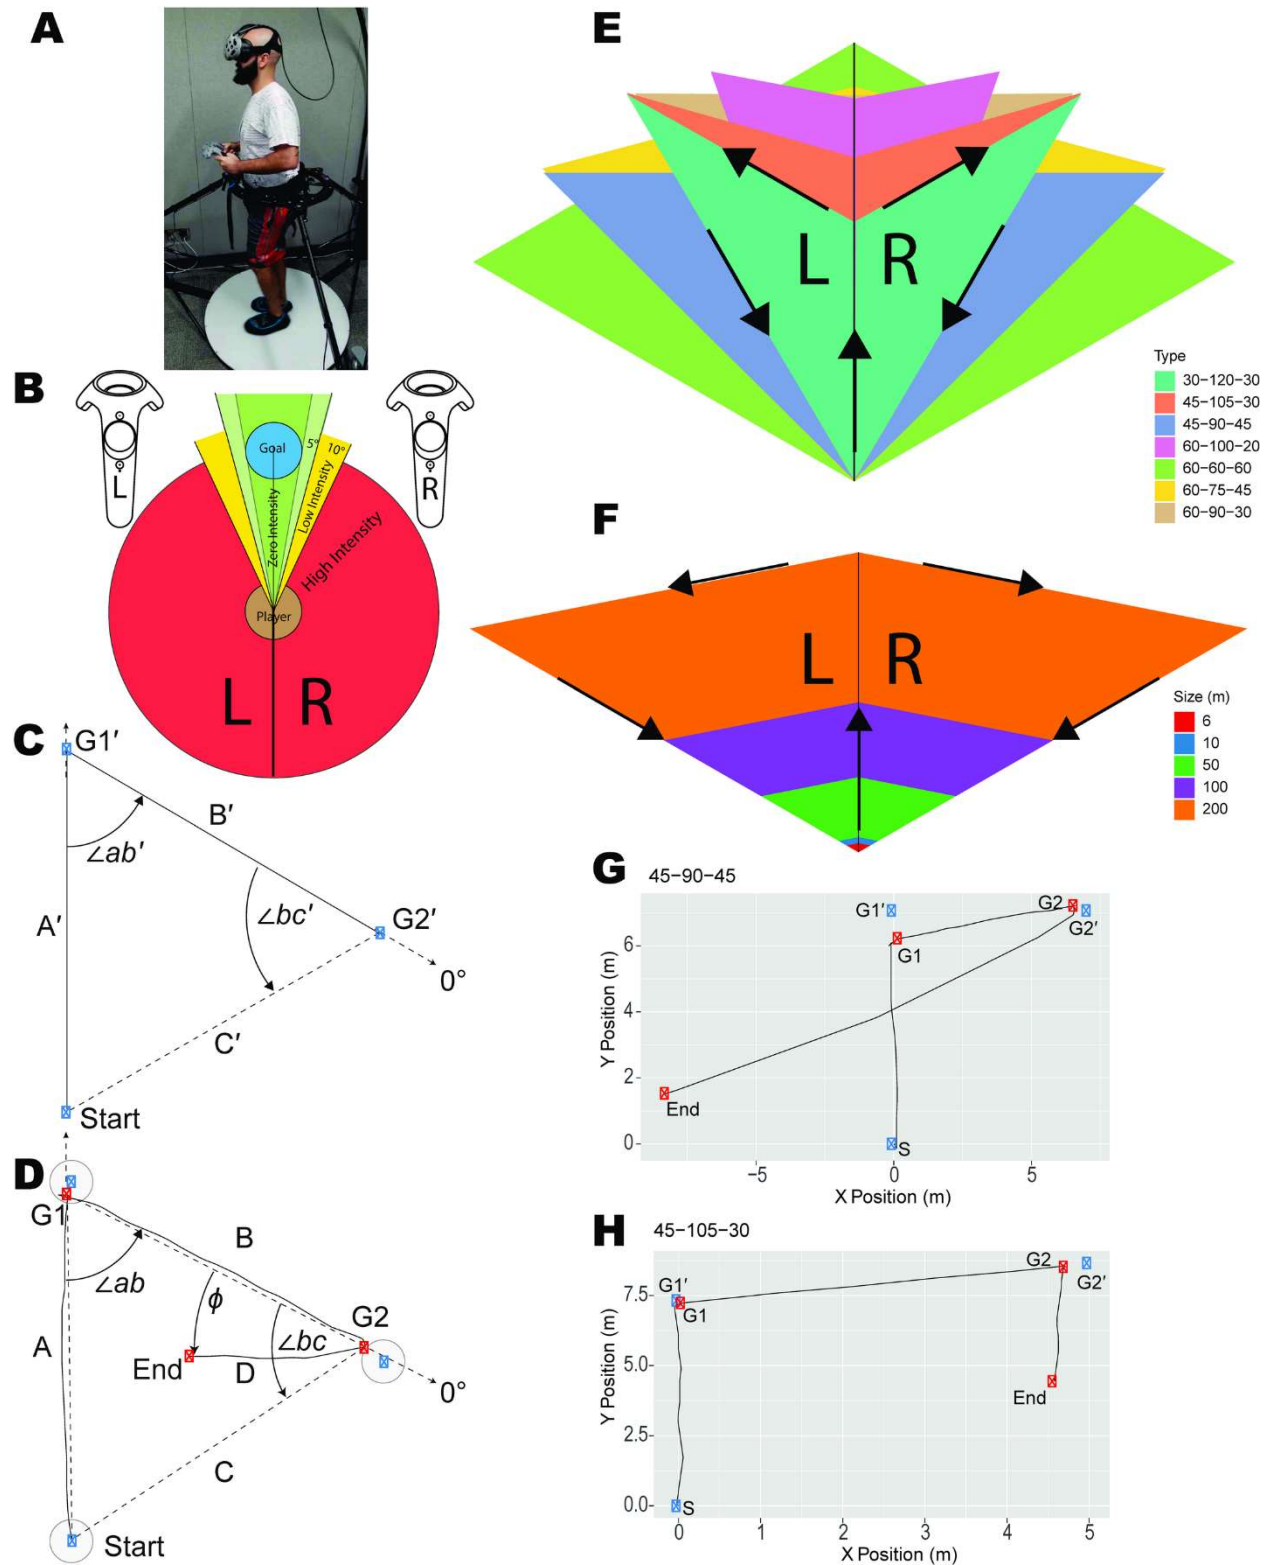 A
B
L
R
Goal
5°
10°
Zero Intensity
Low Intensity
High Intensity
Player
L
R
C
G1′
B′
∠ab′
A′
∠bc′
G2′
0°
C′
Start
D
G1
B
∠ab
ϕ
G2
A
∠bc
End
D
0°
C
Start
E
L
R
Type
30−120−30
45−105−30
45−90−45
60−100−20
60−60−60
60−75−45
60−90−30
F
L
R
Size (m)
6
10
50
100
200
G
45−90−45
G1′
G2
G2′
G1
6
4
2
0
Y Position (m)
End
S
−5
0
5
X Position (m)
H
45−105−30
G1′
G2
G2′
G1
7.5
5.0
2.5
0.0
Y Position (m)
End
S
0
1
2
3
4
5
X Position (m)